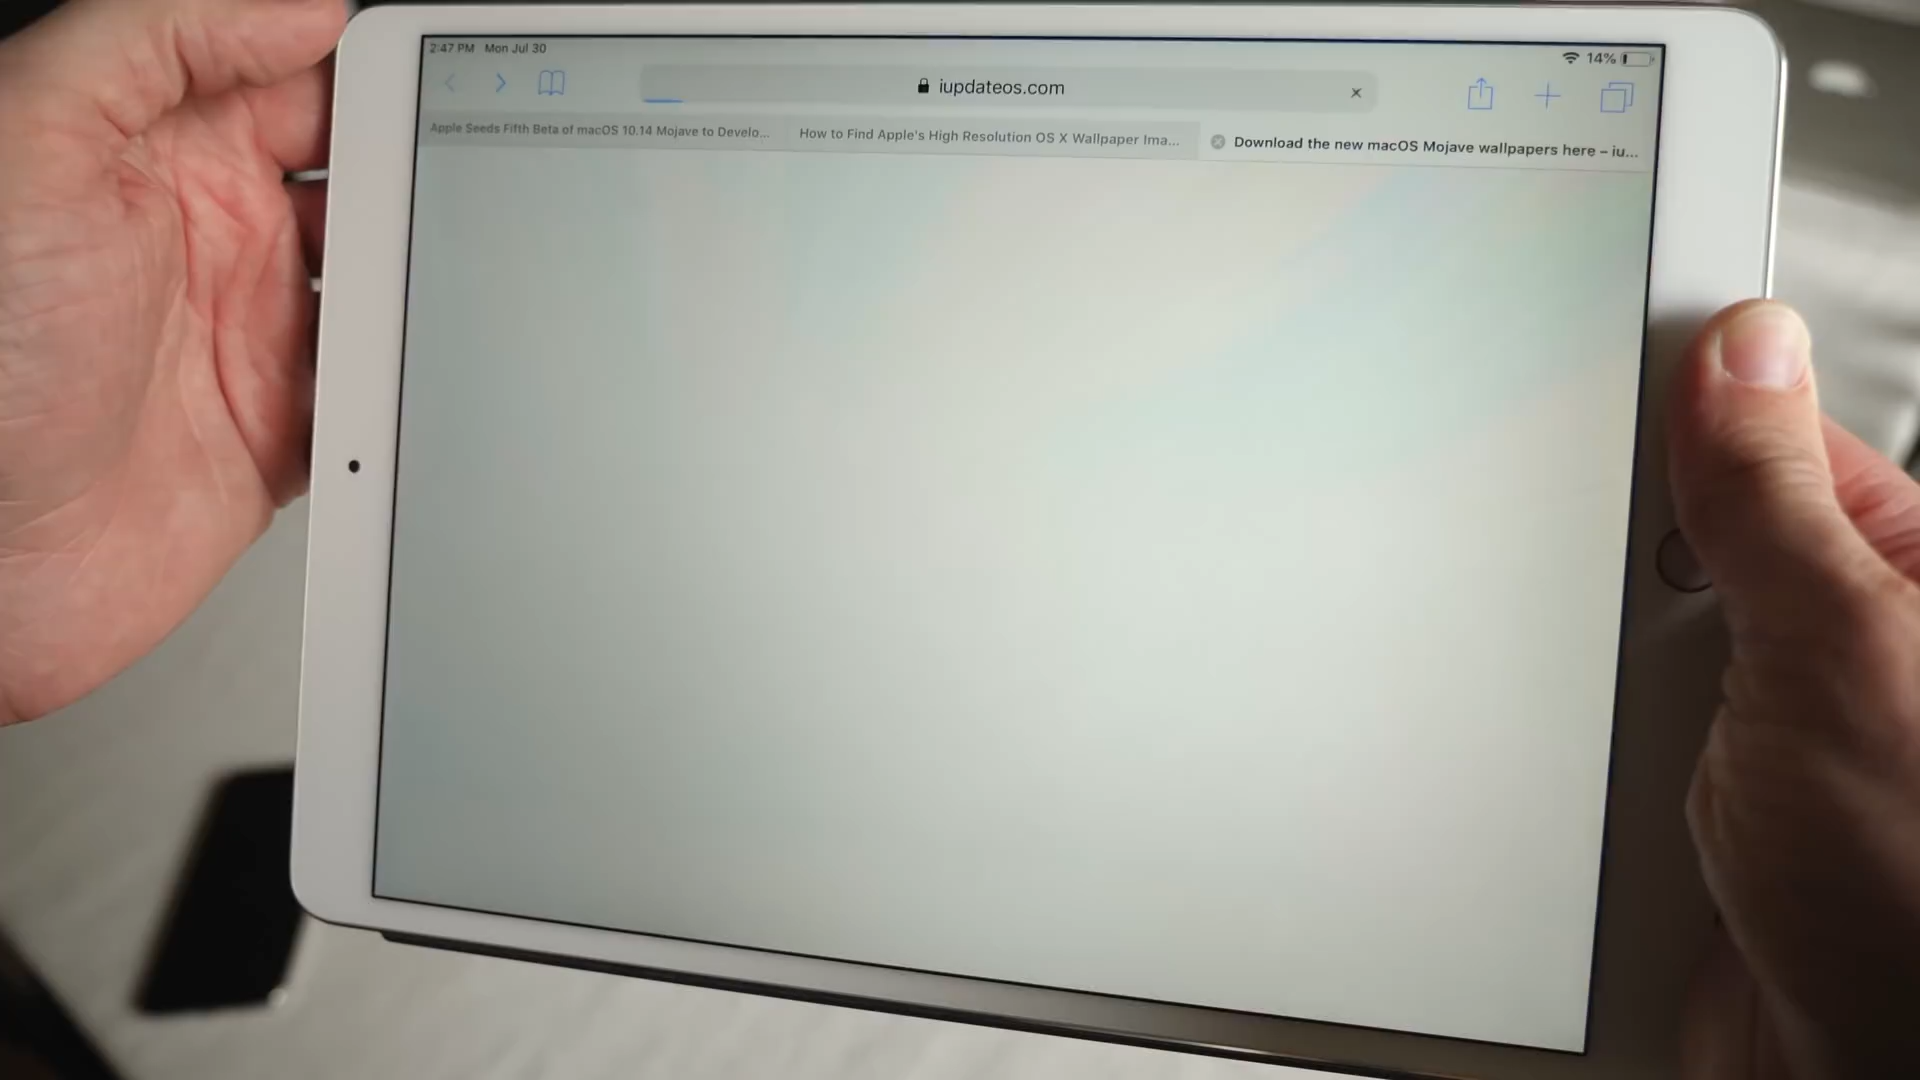 2:47 PM Mon Jul 30
14%
iupdateos.com
Apple Seeds Fifth Beta of macOS 10.14 Mojave to Develo...
How to Find Apple's High Resolution OS X Wallpaper Ima...
Download the new macOS Mojave wallpapers here – iu...